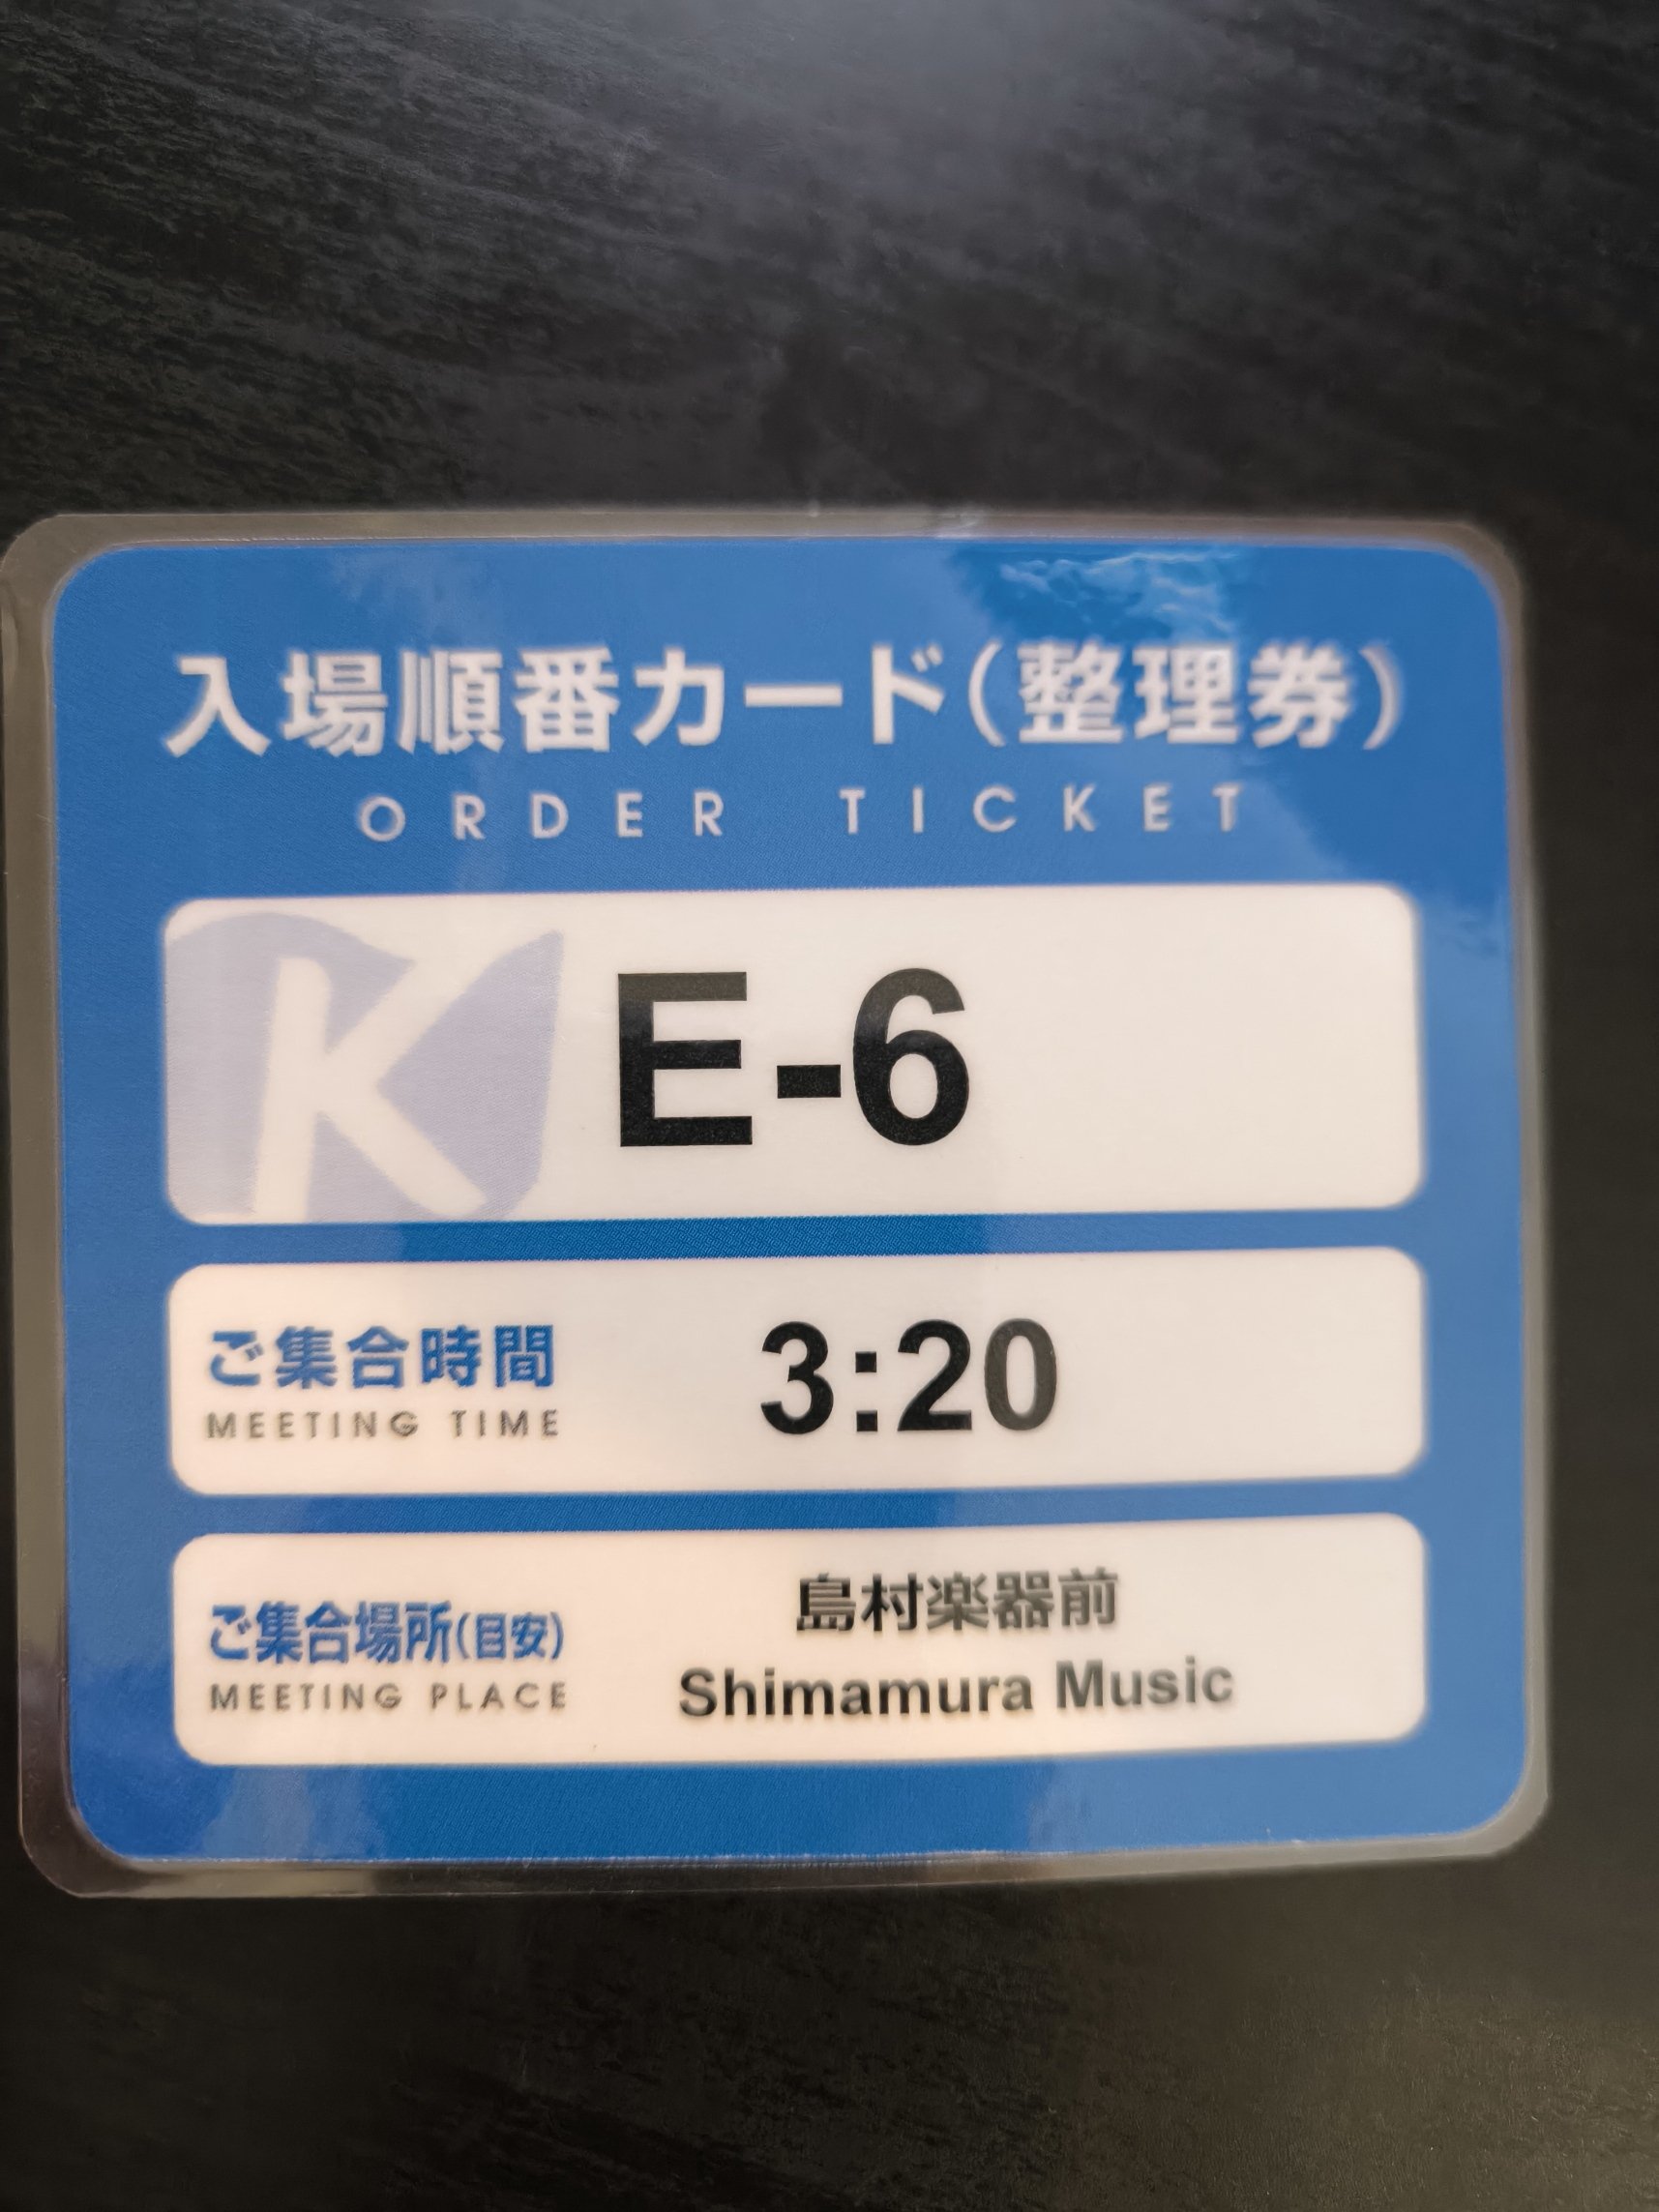 入場順番カード(整理券)
ORDER TICKET
K
E-6
ご集合時間
MEETING TIME
3:20
ご集合場所(目安)
MEETING PLACE
島村楽器前
Shimamura Music